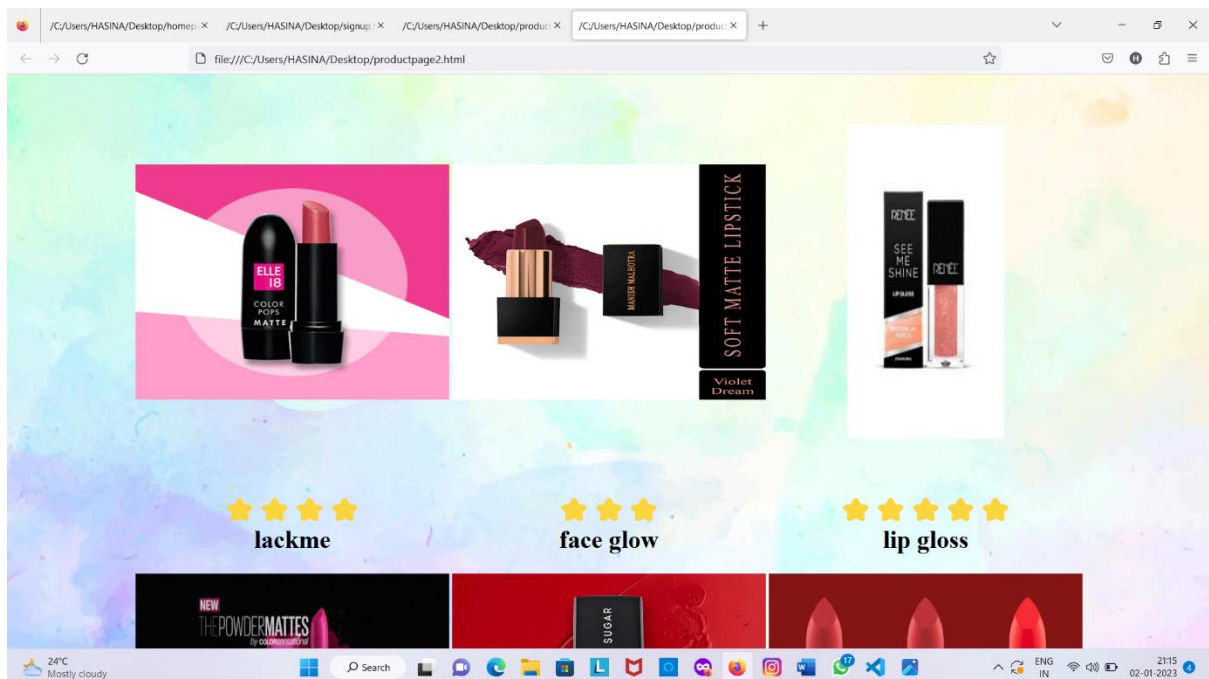 /C:/Users/HASINA/Desktop/homep
/C:/Users/HASINA/Desktop/signup.
/C:/Users/HASINA/Desktop/product
/C:/Users/HASINA/Desktop/product
file:///C:/Users/HASINA/Desktop/productpage2.html
H
ELLE
18
COLOR
POPS
MATTE
MANISH MALHOTRA
SOFT MATTE LIPSTICK
Violet
Dream
RENEE
SEE
ME
SHINE
LIP GLOSS
PEACH
RENEE
lackme
face glow
lip gloss
NEW
THEPOWDERMATTES
by colorsensational
SUGAR
24°C
Mostly cloudy
Search
L
ENG
IN
21:15
02-01-2023